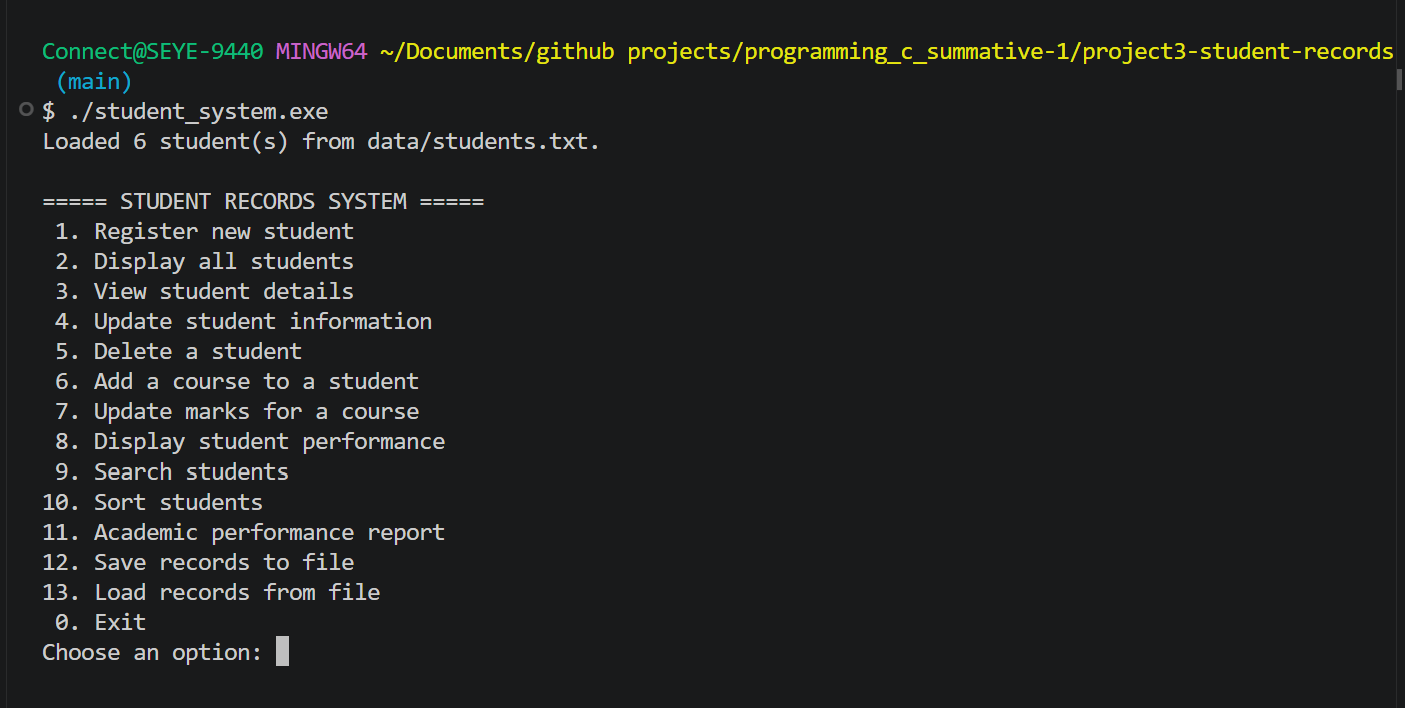 Connect@SEYE-9440 MINGW64 ~/Documents/github projects/programming_c_summative-1/project3-student-records
(main)
$ ./student_system.exe
Loaded 6 student(s) from data/students.txt.
===== STUDENT RECORDS SYSTEM =====
1. Register new student
2. Display all students
3. View student details
4. Update student information
5. Delete a student
6. Add a course to a student
7. Update marks for a course
8. Display student performance
9. Search students
10. Sort students
11. Academic performance report
12. Save records to file
13. Load records from file
0. Exit
Choose an option: